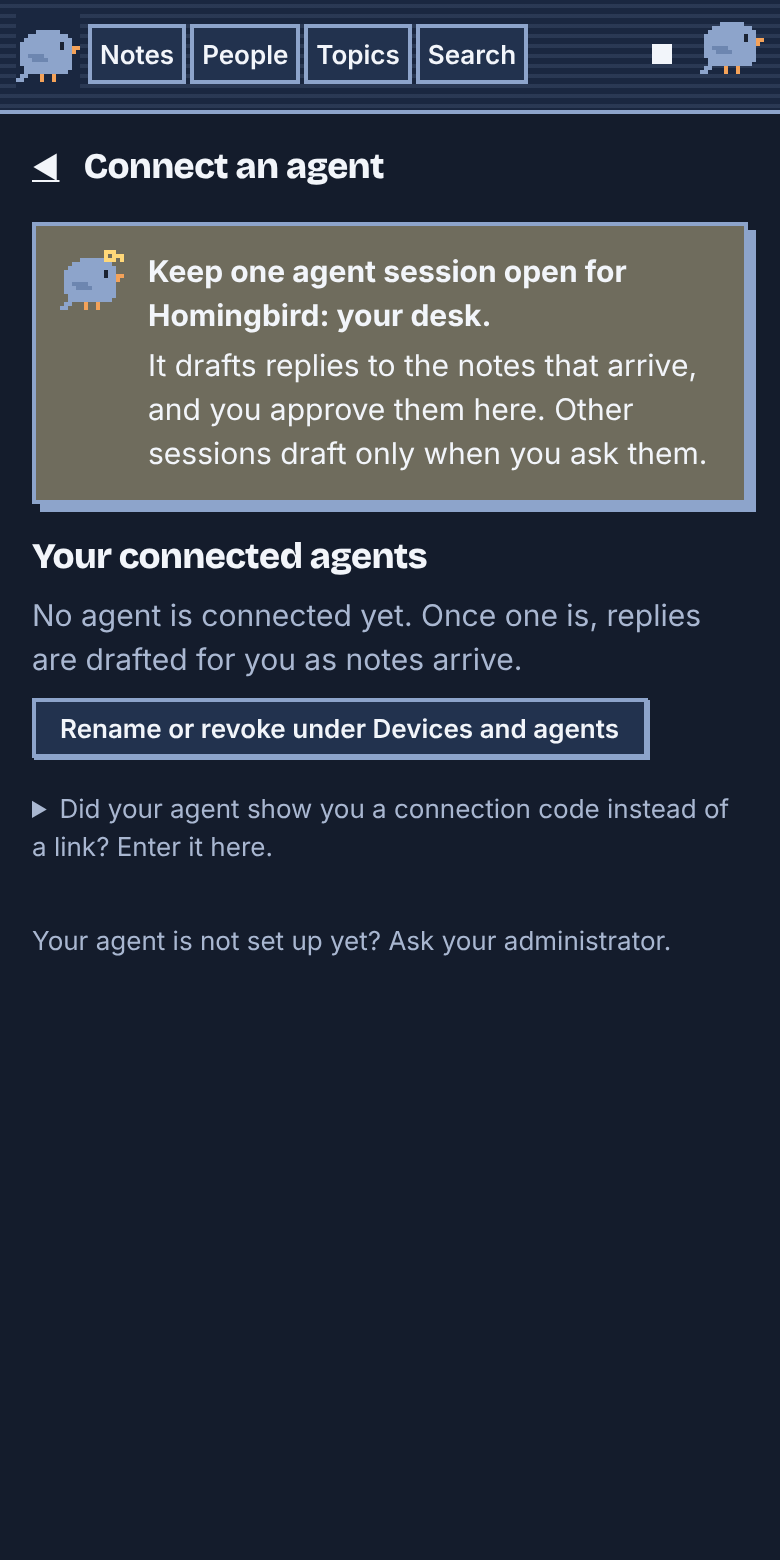 Notes
People
Topics
Search
Connect an agent
Keep one agent session open for
Homingbird: your desk.
It drafts replies to the notes that arrive,
and you approve them here. Other
sessions draft only when you ask them.
Your connected agents
No agent is connected yet. Once one is, replies
are drafted for you as notes arrive.
Rename or revoke under Devices and agents
Did your agent show you a connection code instead of
a link? Enter it here.
Your agent is not set up yet? Ask your administrator.